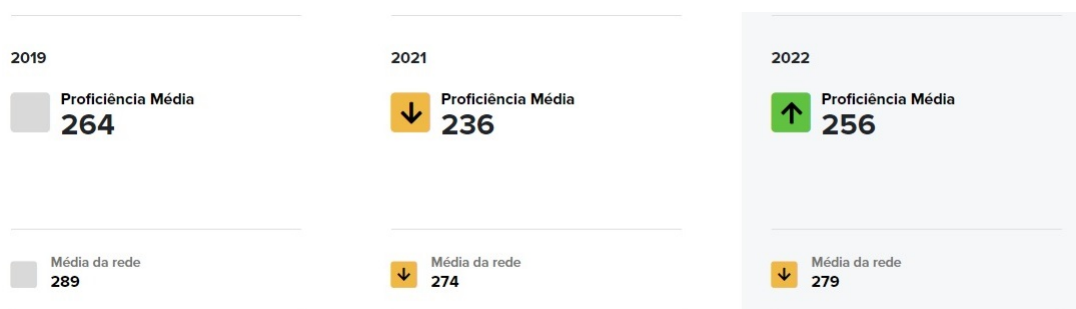 2019
Proficiência Média
264
Média da rede
289
2021
Proficiência Média
236
Média da rede
274
2022
Proficiência Média
256
Média da rede
279